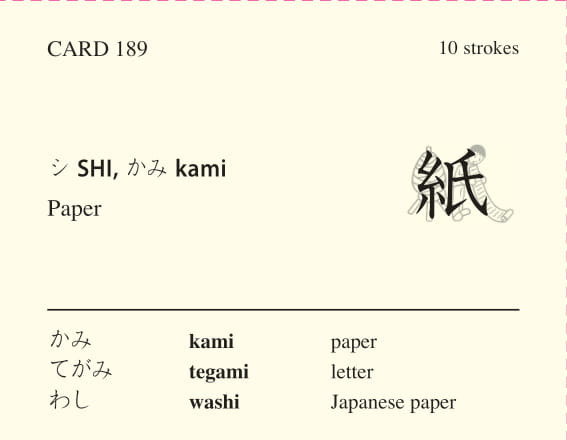 CARD 189 10 strokes
シ SHI, かみ kami
Paper
紙
かみ kami paper
てがみ tegami letter
わし washi Japanese paper